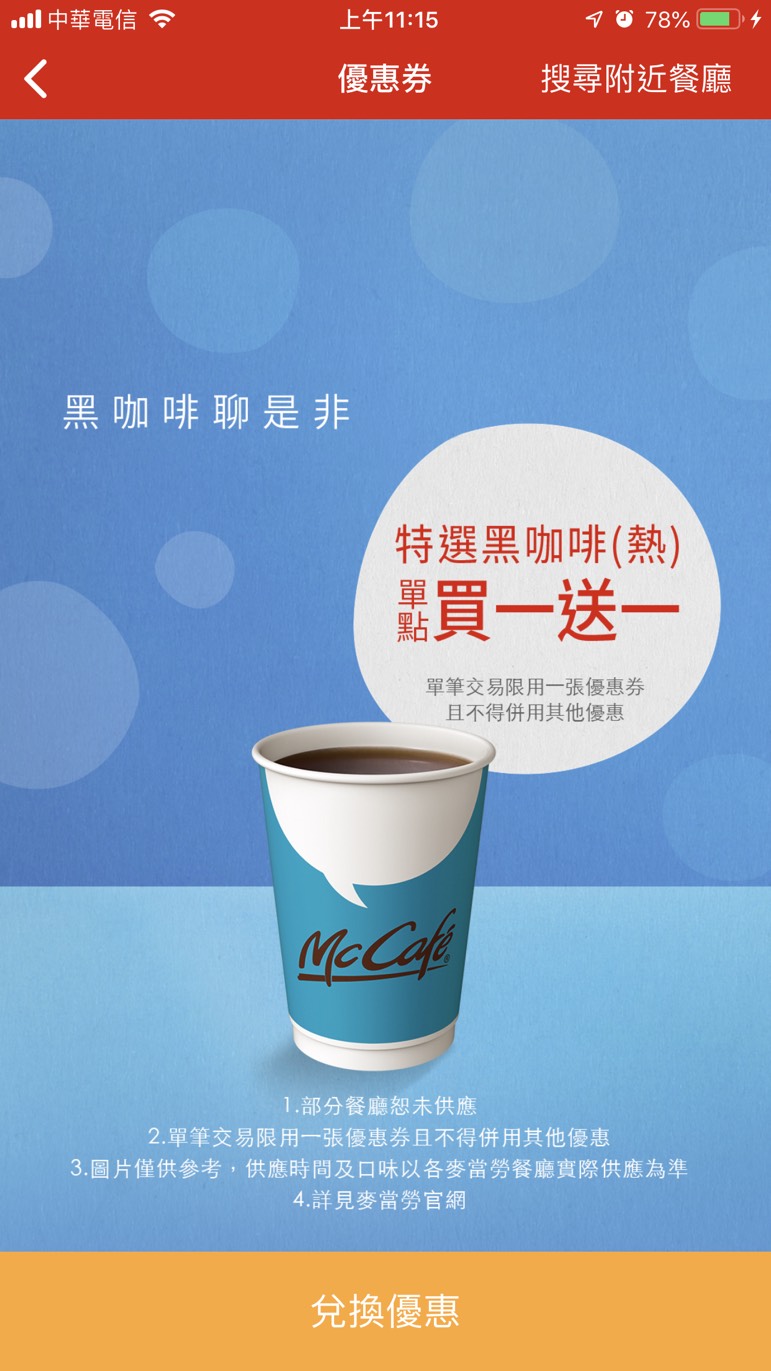 中華電信
上午11:15
78%
優惠券
搜尋附近餐廳
黑咖啡聊是非
特選黑咖啡(熱)
單點買一送一
單筆交易限用一張優惠券
且不得併用其他優惠
McCafé®
1.部分餐廳恕未供應
2.單筆交易限用一張優惠券且不得併用其他優惠
3.圖片僅供參考，供應時間及口味以各麥當勞餐廳實際供應為準
4.詳見麥當勞官網
兌換優惠